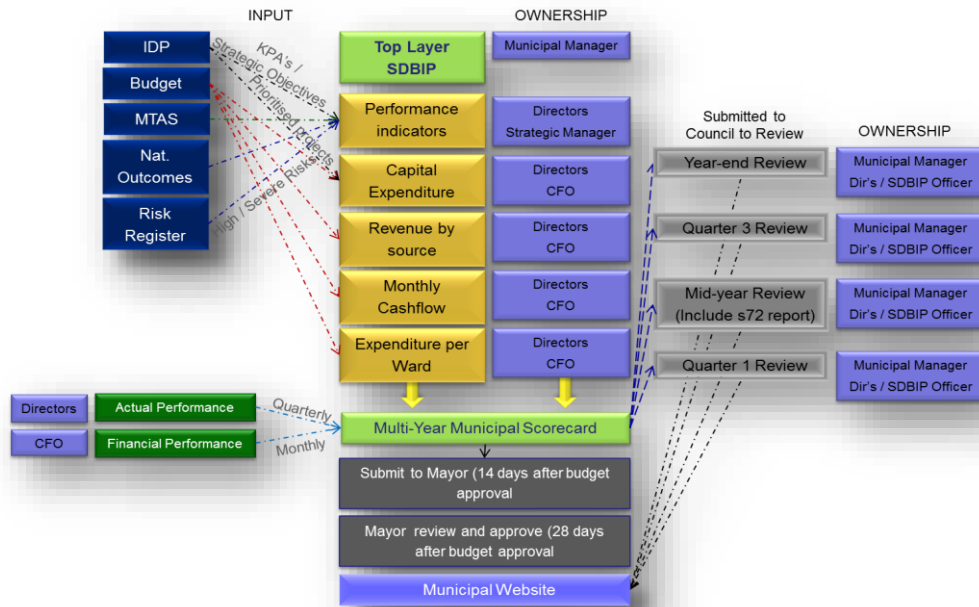 INPUT
OWNERSHIP
IDP
Budget
MTAS
Nat.
Outcomes
Risk
Register
KPA's /
Strategic Objectives
Prioritised projects
High / Severe Risks
Top Layer
SDBIP
Municipal Manager
Performance
indicators
Directors
Strategic Manager
Capital
Expenditure
Directors
CFO
Revenue by
source
Directors
CFO
Monthly
Cashflow
Directors
CFO
Expenditure per
Ward
Directors
CFO
Submitted to
Council to Review
OWNERSHIP
Year-end Review
Municipal Manager
Dir's / SDBIP Officer
Quarter 3 Review
Municipal Manager
Dir's / SDBIP Officer
Mid-year Review
(Include s72 report)
Municipal Manager
Dir's / SDBIP Officer
Quarter 1 Review
Municipal Manager
Dir's / SDBIP Officer
Directors
Actual Performance
Quarterly
CFO
Financial Performance
Monthly
Multi-Year Municipal Scorecard
Submit to Mayor (14 days after budget
approval
Mayor review and approve (28 days
after budget approval
Municipal Website